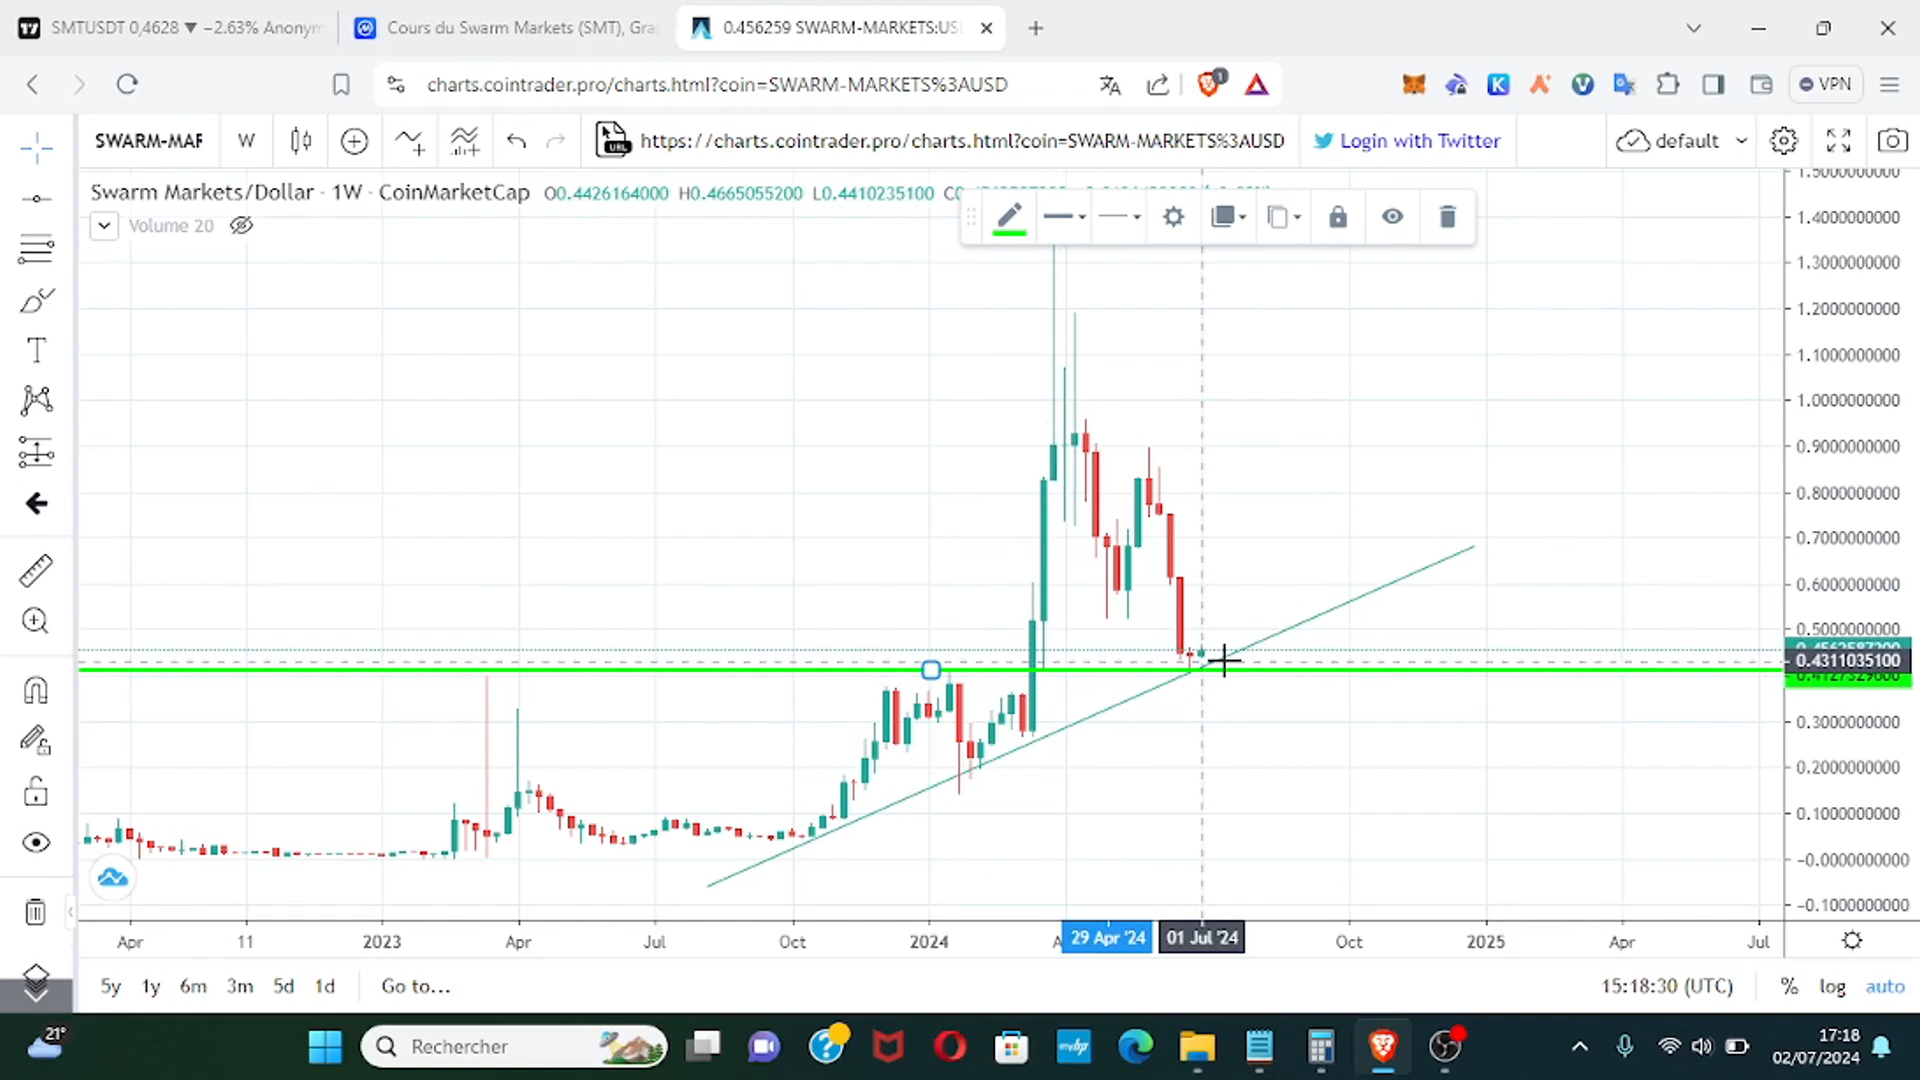 SMTUSDT 0,4628 ▼ −2.63% Anonym
Cours du Swarm Markets (SMT), Gra
0.456259 SWARM-MARKETS:US
charts.cointrader.pro/charts.html?coin=SWARM-MARKETS%3AUSD
1
VPN
SWARM-MAR
W
URL
https://charts.cointrader.pro/charts.html?coin=SWARM-MARKETS%3AUSD
Login with Twitter
default
Swarm Markets/Dollar · 1W · CoinMarketCap
O0.4426164000 H0.4665055200 L0.4410235100
Volume 20
1.5000000000
1.4000000000
1.3000000000
1.2000000000
1.1000000000
1.0000000000
0.9000000000
0.8000000000
0.7000000000
0.6000000000
0.5000000000
0.4311035100
0.3000000000
0.2000000000
0.1000000000
-0.0000000000
-0.1000000000
Apr
11
2023
Apr
Jul
Oct
2024
29 Apr '24
01 Jul '24
Oct
2025
Apr
Jul
5y
1y
6m
3m
5d
1d
Go to...
15:18:30 (UTC)
%
log
auto
21°
Rechercher
myhp
17:18
02/07/2024